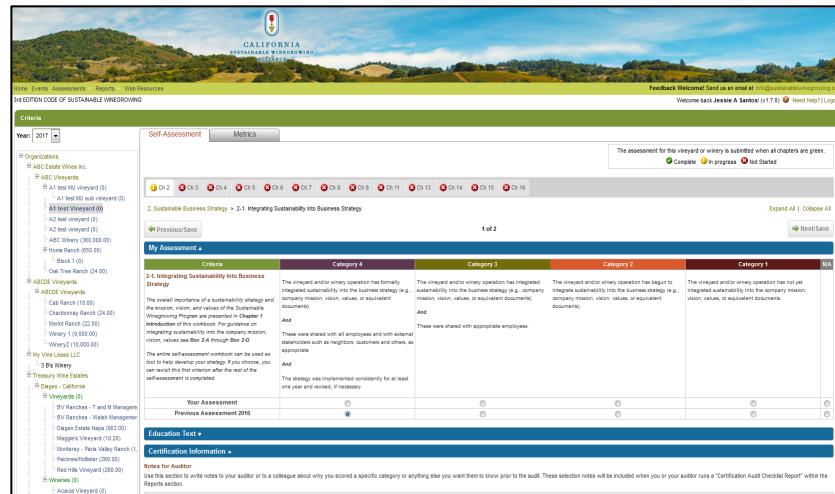 CALIFORNIA
SUSTAINABLE WINEGROWING
ALLIANCE
Home Events Assessments Reports Web Resources
Feedback Welcome! Send us an email at info@sustainablewinegrowing.o
3rd EDITION CODE OF SUSTAINABLE WINEGROWING
Welcome back Jessie A Santos! (v1.7.0) Need Help? | Logo
Criteria
Year: 2017
Self-Assessment Metrics
The assessment for this vineyard or winery is submitted when all chapters are green.
Complete In progress Not Started
Organizations
ABC Estate Wines Inc.
ABC Vineyards
A1 test MU vineyard (0)
A1 test MU sub vineyard (0)
A1 test Vineyard (0)
A2 test vineyard (0)
A2 test vineyard (0)
ABC Winery (360,000.00)
Home Ranch (650.00)
Block 1 (0)
Oak Tree Ranch (24.00)
ABCDE Vineyards
ABCDE Vineyards
Cab Ranch (18.00)
Chardonnay Ranch (24.00)
Merlot Ranch (22.00)
Winery 1 (9,000.00)
Winery2 (10,000.00)
My Vine Lease LLC
3 B's Winery
Treasury Wine Estates
Diageo - California
Vineyards (0)
BV Ranches - T and M Managem
BV Ranches - Walsh Managemer
Diageo Estate Napa (903.00)
Maggie's Vineyard (10.20)
Monterey - Paris Valley Ranch (1,
Paicines/Hollister (260.00)
Red Hills Vineyard (260.00)
Wineries (0)
Acacia Vineyard (0)
Ch 2 Ch 3 Ch 4 Ch 5 Ch 6 Ch 7 Ch 8 Ch 9 Ch 11 Ch 13 Ch 14 Ch 15 Ch 16
2. Sustainable Business Strategy > 2-1. Integrating Sustainability Into Business Strategy
Expand All | Collapse All
Previous/Save 1 of 2 Next/Save
My Assessment
Criteria Category 4 Category 3 Category 2 Category 1 N/A
2-1. Integrating Sustainability Into Business
Strategy
The overall importance of a sustainability strategy and
the mission, vision, and values of the Sustainable
Winegrowing Program are presented in Chapter 1
Introduction of this workbook. For guidance on
integrating sustainability into the company mission,
vision, values see Box 2-A through Box 2-D.
The entire self-assessment workbook can be used as
tool to help develop your strategy. If you choose, you
can revisit this first criterion after the rest of the
self-assessment is completed.
The vineyard and/or winery operation has formally
integrated sustainability into the business strategy (e.g.,
company mission, vision, values, or equivalent
documents)
And
These were shared with all employees and with external
stakeholders such as neighbors, customers and others, as
appropriate
And
The strategy was implemented consistently for at least
one year and revised, if necessary.
The vineyard and/or winery operation has integrated
sustainability into the business strategy (e.g., company
mission, vision, values, or equivalent documents)
And
These were shared with appropriate employees.
The vineyard and/or winery operation has begun to
integrate sustainability into the business strategy (e.g.,
company mission, vision, values, or equivalent
documents).
The vineyard and/or winery operation has not yet
integrated sustainability into the company mission,
vision, values, or equivalent documents.
Your Assessment
Previous Assessment 2016
Education Text
Certification Information
Notes for Auditor
Use this section to write notes to your auditor or to a colleague about why you scored a specific category or anything else you want them to know prior to the audit. These selection notes will be included when you or your auditor runs a "Certification Audit Checklist Report" within the
Reports section.